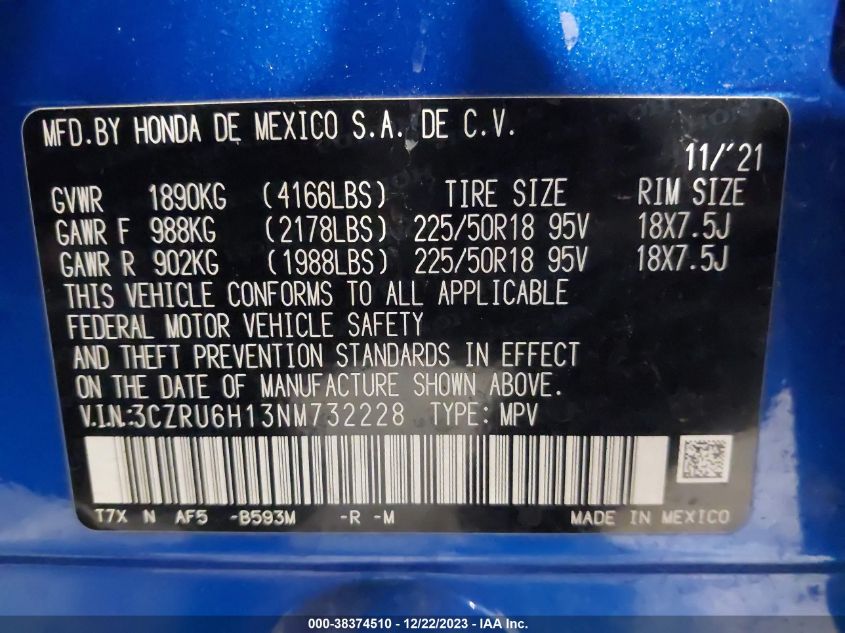 MFD.BY HONDA DE MEXICO S.A. DE C.V.
11/'21
GVWR 1890KG (4166LBS) TIRE SIZE RIM SIZE
GAWR F 988KG (2178LBS) 225/50R18 95V 18X7.5J
GAWR R 902KG (1988LBS) 225/50R18 95V 18X7.5J
THIS VEHICLE CONFORMS TO ALL APPLICABLE
FEDERAL MOTOR VEHICLE SAFETY
AND THEFT PREVENTION STANDARDS IN EFFECT
ON THE DATE OF MANUFACTURE SHOWN ABOVE.
V.I.N.:3CZRU6H13NM732228 TYPE: MPV
T7X N AF5 -B593M -R -M MADE IN MEXICO
000-38374510 - 12/22/2023 - IAA Inc.